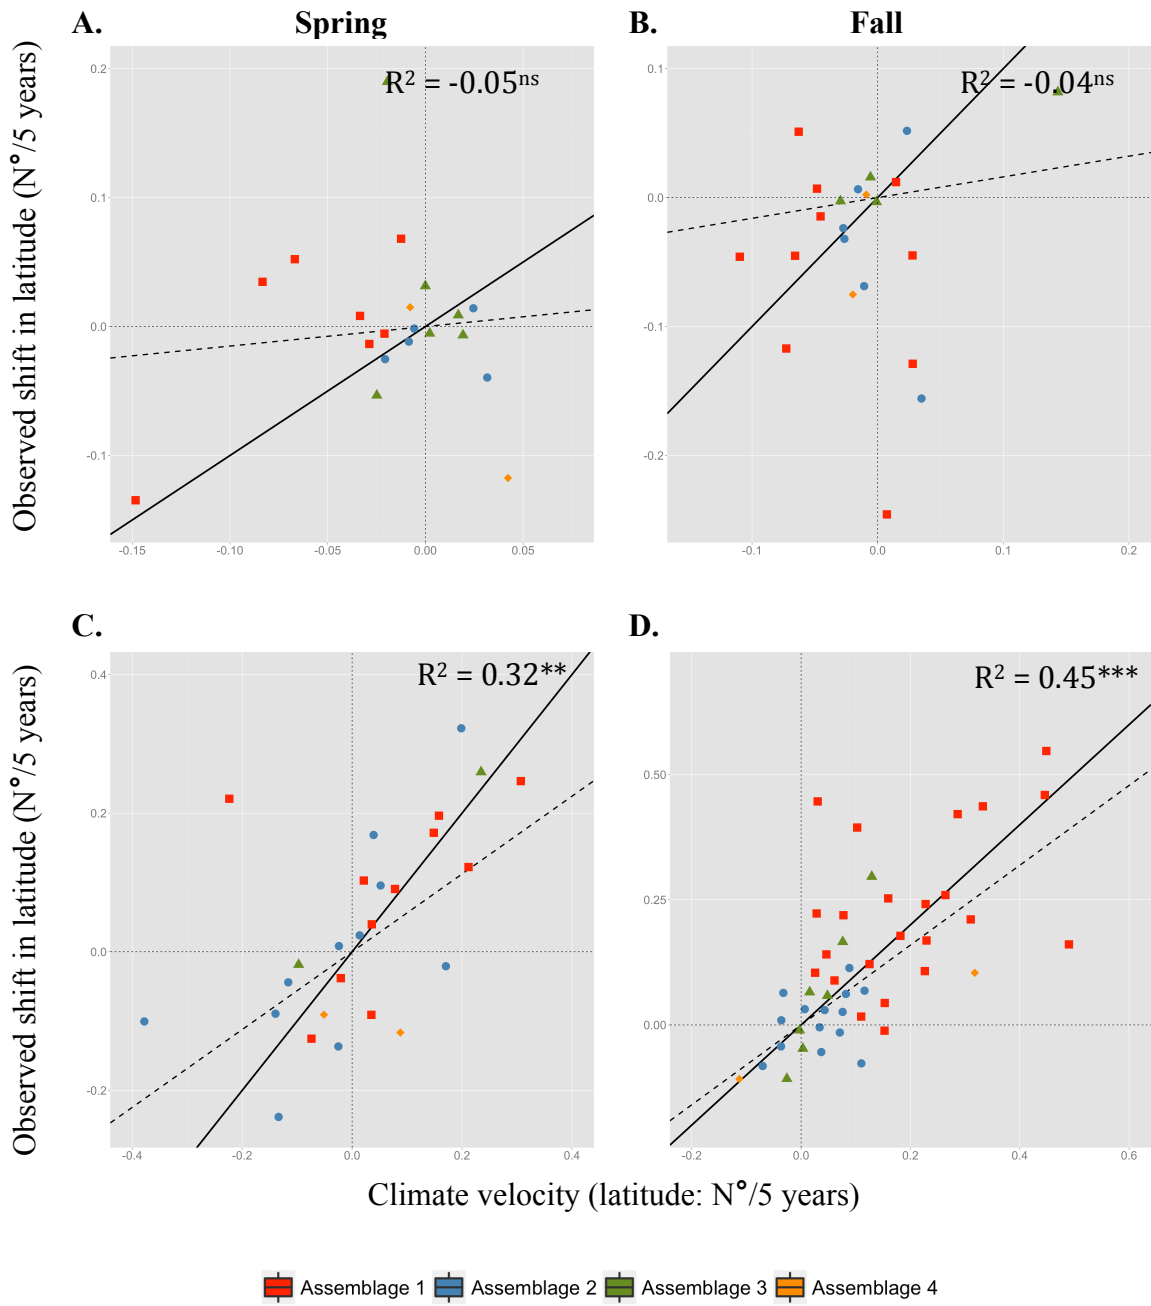 A. Spring
B. Fall
Observed shift in latitude (N°/5 years)
R² = -0.05ⁿˢ
0.2
0.1
0.0
-0.1
-0.15 -0.10 -0.05 0.00 0.05
R² = -0.04ⁿˢ
0.1
0.0
-0.1
-0.2
-0.1 0.0 0.1 0.2
C.
D.
Observed shift in latitude (N°/5 years)
R² = 0.32**
0.4
0.2
0.0
-0.2
-0.4 -0.2 0.0 0.2 0.4
R² = 0.45***
0.50
0.25
0.00
-0.2 0.0 0.2 0.4 0.6
Climate velocity (latitude: N°/5 years)
Assemblage 1 Assemblage 2 Assemblage 3 Assemblage 4